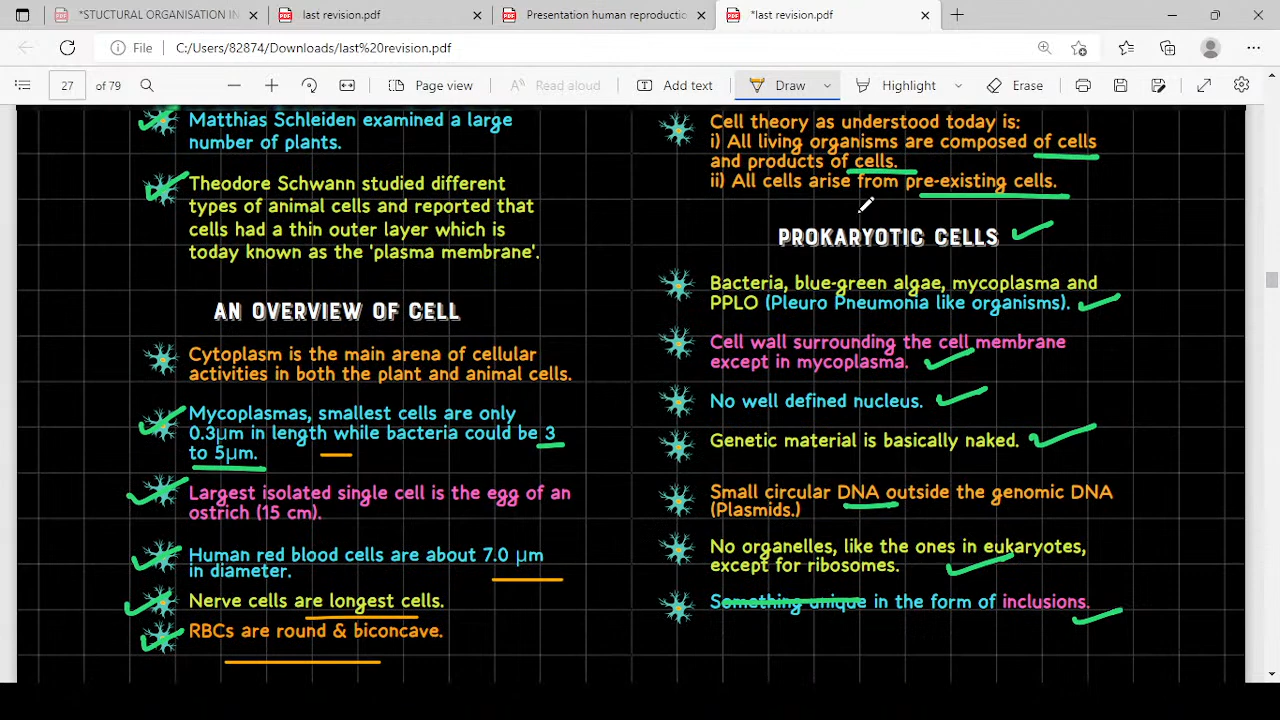 *STUCTURAL ORGANISATION IN
last revision.pdf
Presentation human reproductio
*last revision.pdf
File
C:/Users/82874/Downloads/last%20revision.pdf
27 of 79
Page view
Read aloud
Add text
Draw
Highlight
Erase
Matthias Schleiden examined a large
number of plants.
Theodore Schwann studied different
types of animal cells and reported that
cells had a thin outer layer which is
today known as the 'plasma membrane'.
AN OVERVIEW OF CELL
Cytoplasm is the main arena of cellular
activities in both the plant and animal cells.
Mycoplasmas, smallest cells are only
0.3μm in length while bacteria could be 3
to 5μm.
Largest isolated single cell is the egg of an
ostrich (15 cm).
Human red blood cells are about 7.0 μm
in diameter.
Nerve cells are longest cells.
RBCs are round & biconcave.
Cell theory as understood today is:
i) All living organisms are composed of cells
and products of cells.
ii) All cells arise from pre-existing cells.
PROKARYOTIC CELLS
Bacteria, blue-green algae, mycoplasma and
PPLO (Pleuro Pneumonia like organisms).
Cell wall surrounding the cell membrane
except in mycoplasma.
No well defined nucleus.
Genetic material is basically naked.
Small circular DNA outside the genomic DNA
(Plasmids.)
No organelles, like the ones in eukaryotes,
except for ribosomes.
Something unique in the form of inclusions.